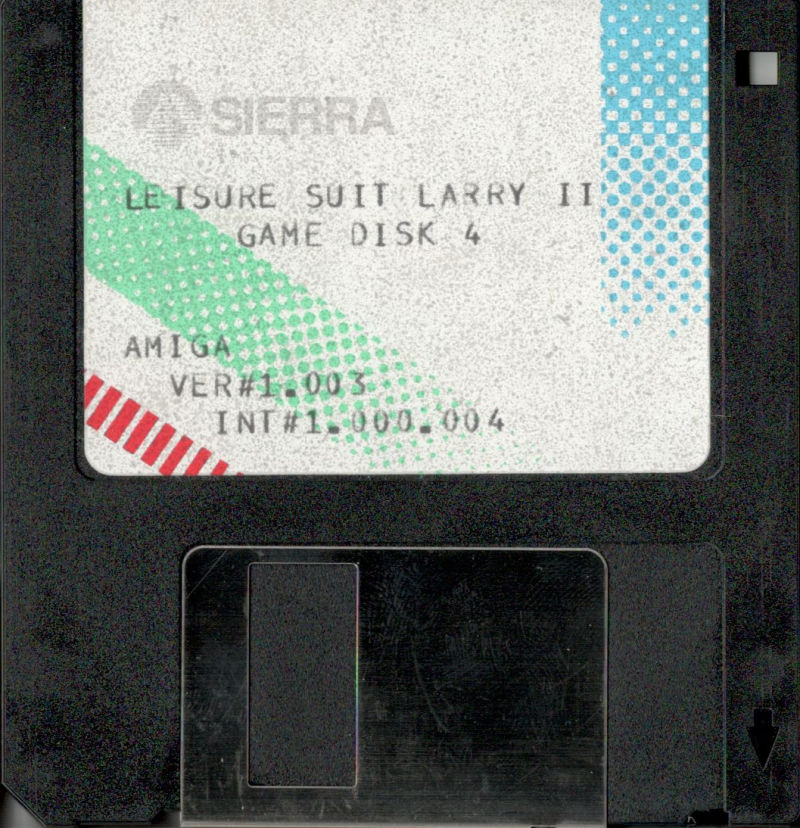 SIERRA
LEISURE SUIT LARRY II
GAME DISK 4
AMIGA
VER#1.003
INT#1.000.004